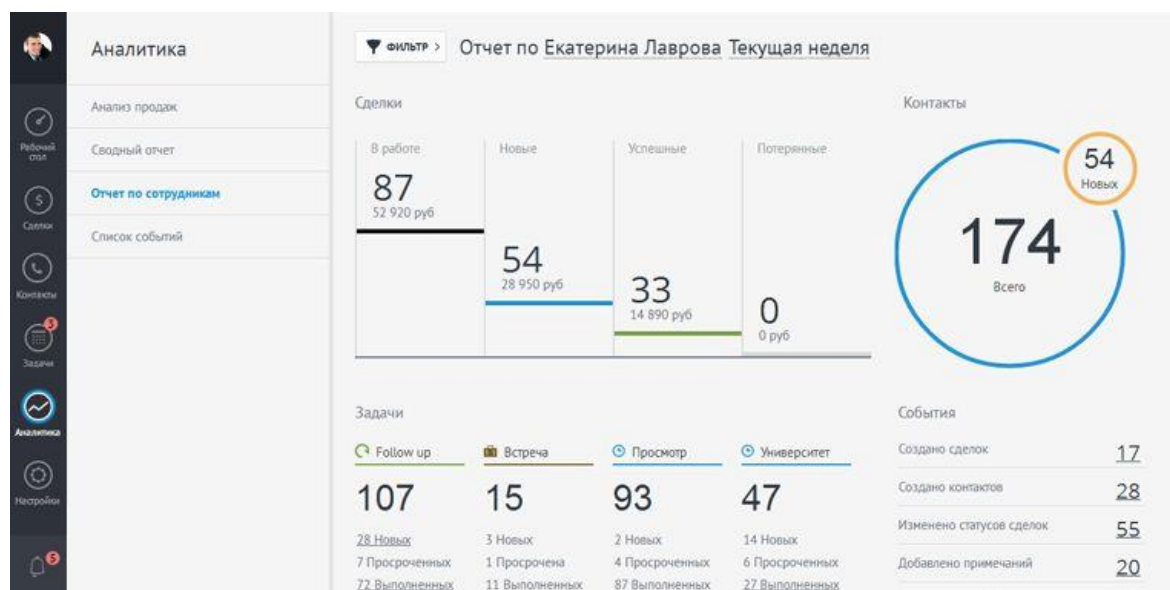 Рабочий
стол
Сделки
Контакты
5
Задачи
Аналитика
Настройки
5
Аналитика
Анализ продаж
Сводный отчет
Отчет по сотрудникам
Список событий
ФИЛЬТР >
Отчет по Екатерина Лаврова Текущая неделя
Сделки
В работе
87
52 920 руб
Новые
54
28 950 руб
Успешные
33
14 890 руб
Потерянные
0
0 руб
Контакты
54
Новых
174
Всего
Задачи
Follow up
107
28 Новых
7 Просроченных
72 Выполненных
Встреча
15
3 Новых
1 Просрочена
11 Выполненных
Просмотр
93
2 Новых
4 Просроченных
87 Выполненных
Университет
47
14 Новых
6 Просроченных
27 Выполненных
События
Создано сделок 17
Создано контактов 28
Изменено статусов сделок 55
Добавлено примечаний 20